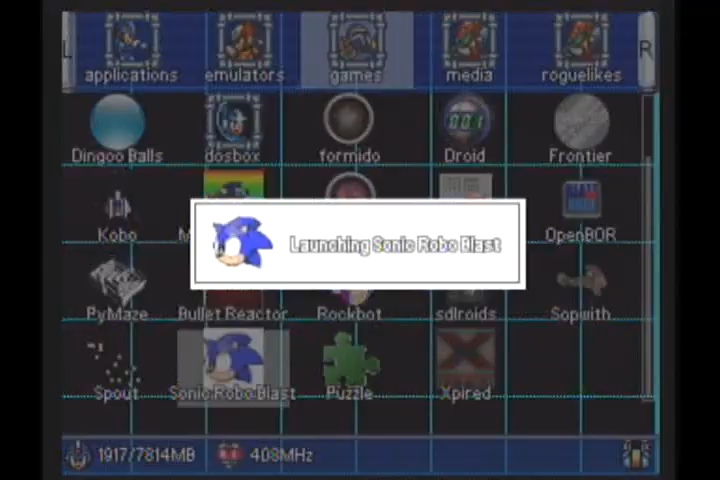 L applications emulators games media roguelikes R
Dingoo Balls dosbox formido Droid Frontier
001
Launching Sonic Robo Blast
Kobo OpenBOR
PyMaze Bullet Reactor Rockbot sdlroids Sopwith
Spout Sonic Robo Blast Puzzle Xpired
1917/7814MB 408MHz